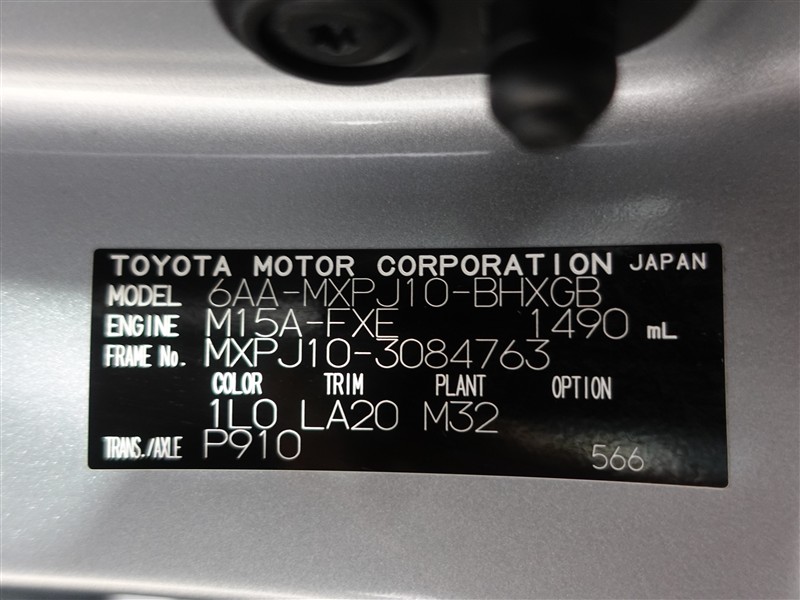 TOYOTA MOTOR CORPORATION JAPAN
MODEL 6AA-MXPJ10-BHXGB
ENGINE M15A-FXE 1490 mL
FRAME No. MXPJ10-3084763
COLOR TRIM PLANT OPTION
1L0 LA20 M32
TRANS./AXLE P910 566